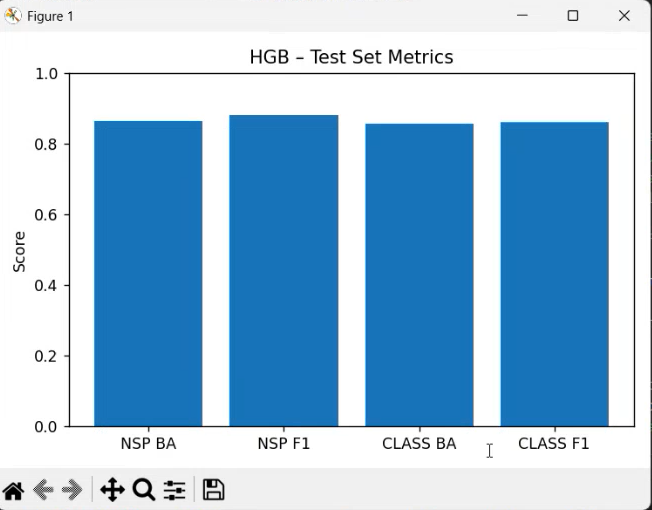 Figure 1
HGB – Test Set Metrics
1.0
0.8
0.6
0.4
0.2
0.0
Score
NSP BA
NSP F1
CLASS BA
CLASS F1